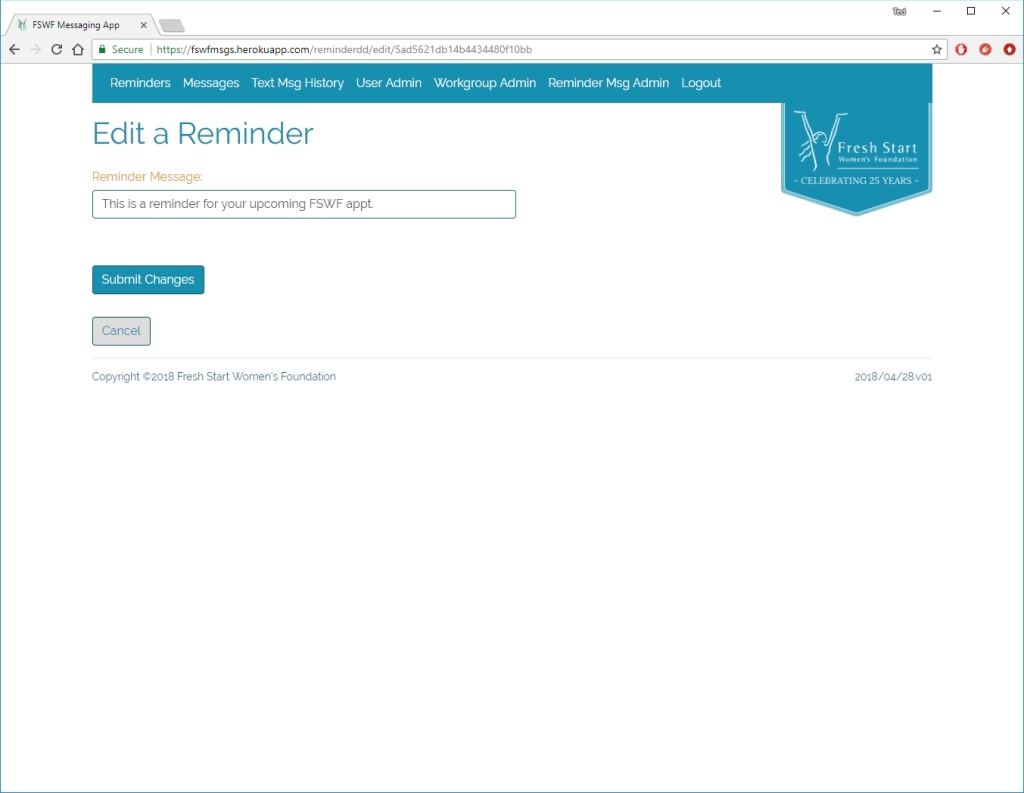 FSWF Messaging App
Ted
Secure https://fswfmsgs.herokuapp.com/reminderdd/edit/5ad5621db14b4434480f10bb
Reminders Messages Text Msg History User Admin Workgroup Admin Reminder Msg Admin Logout
Edit a Reminder
Fresh Start
Women's Foundation
- CELEBRATING 25 YEARS -
Reminder Message:
This is a reminder for your upcoming FSWF appt.
Submit Changes
Cancel
Copyright ©2018 Fresh Start Women's Foundation
2018/04/28.v01